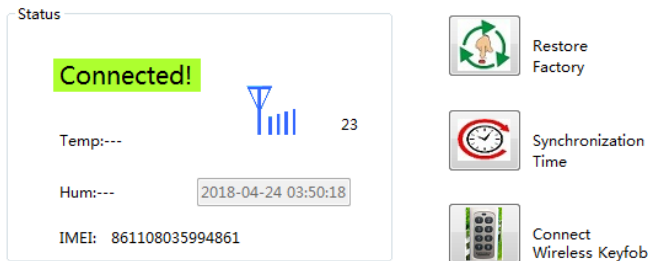 Status
Connected!
23
Temp:---
Hum:---
2018-04-24 03:50:18
IMEI: 861108035994861
Restore
Factory
Synchronization
Time
Connect
Wireless Keyfob